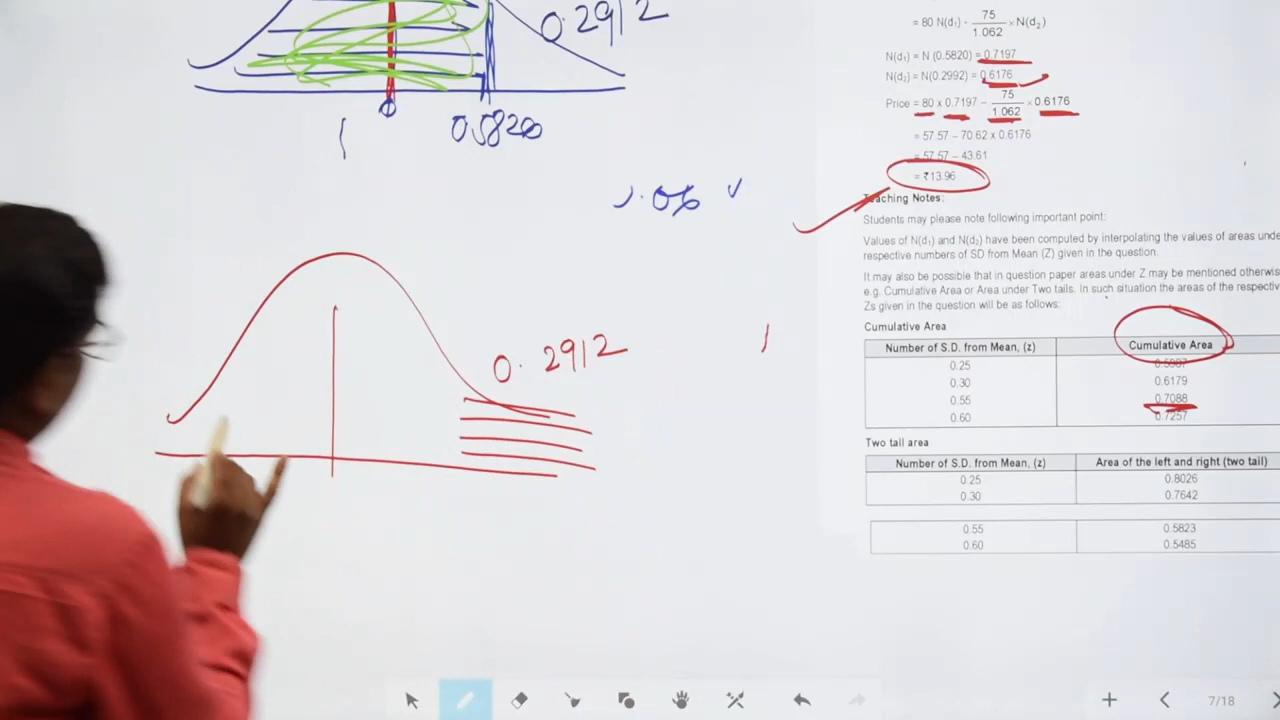 0.2912
1
0.5820
1.06
0.2912
= 80 N(d₁) - 75/1.062 × N(d₂)
N(d₁) = N (0.5820) = 0.7197
N(d₂) = N(0.2992) = 0.6176
Price = 80 x 0.7197 – 75/1.062 × 0.6176
= 57.57 – 70.62 x 0.6176
= 57.57 – 43.61
= ₹13.96
Teaching Notes:
Students may please note following important point:
Values of N(d₁) and N(d₂) have been computed by interpolating the values of areas unde
respective numbers of SD from Mean (Z) given in the question.
It may also be possible that in question paper areas under Z may be mentioned otherwis
e.g. Cumulative Area or Area under Two tails. In such situation the areas of the respectiv
Zs given in the question will be as follows:
Cumulative Area
Number of S.D. from Mean, (z) Cumulative Area
0.25 0.5987
0.30 0.6179
0.55 0.7088
0.60 0.7257
Two tail area
Number of S.D. from Mean, (z) Area of the left and right (two tail)
0.25 0.8026
0.30 0.7642
0.55 0.5823
0.60 0.5485
7/18